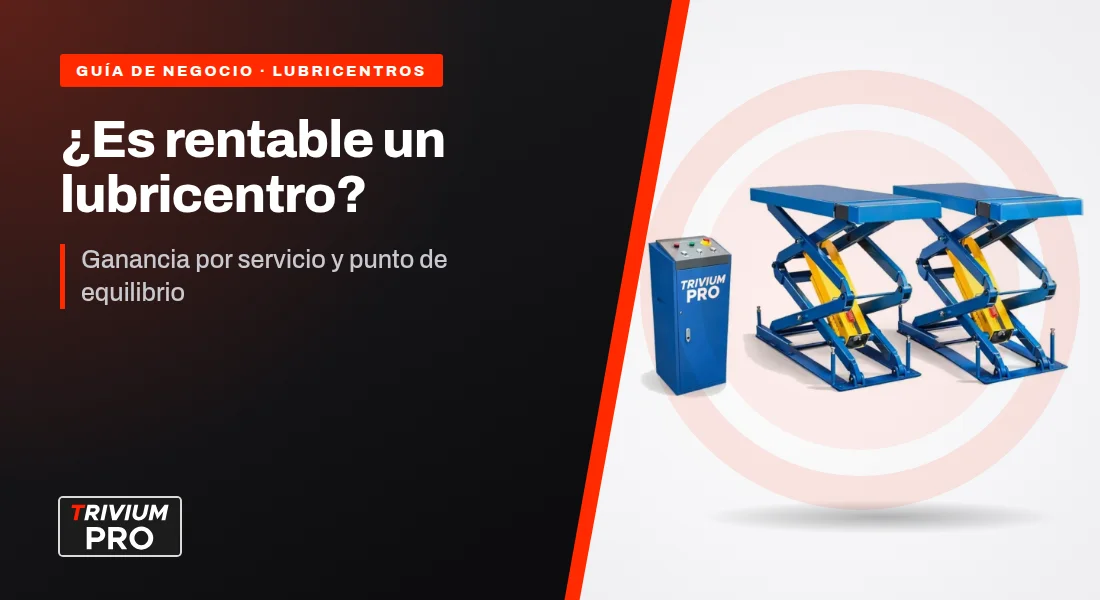 GUÍA DE NEGOCIO · LUBRICENTROS
¿Es rentable un
lubricentro?
Ganancia por servicio y punto de
equilibrio
TRIVIUM
PRO
TRIVIUM
PRO